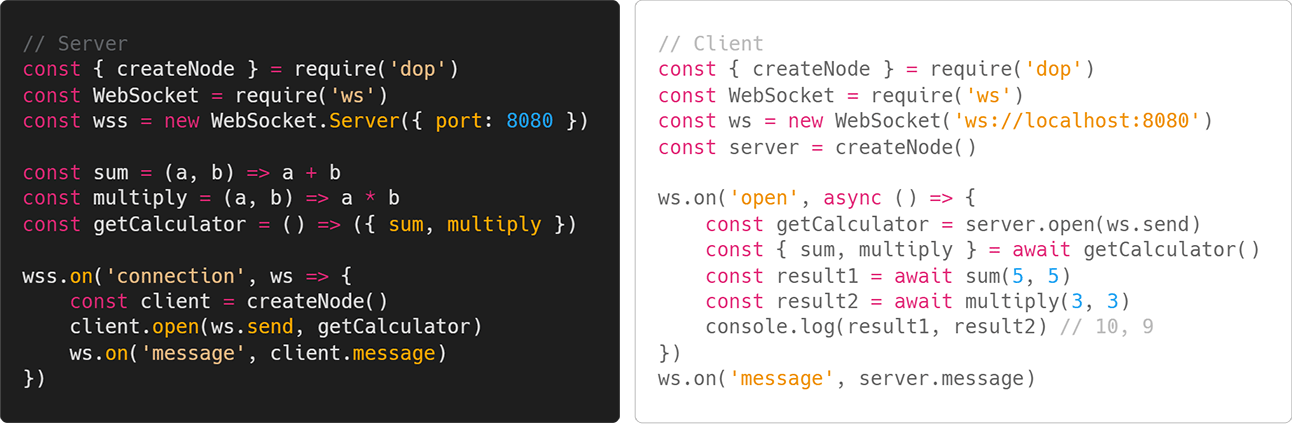 // Server
const { createNode } = require('dop')
const WebSocket = require('ws')
const wss = new WebSocket.Server({ port: 8080 })

const sum = (a, b) => a + b
const multiply = (a, b) => a * b
const getCalculator = () => ({ sum, multiply })

wss.on('connection', ws => {
    const client = createNode()
    client.open(ws.send, getCalculator)
    ws.on('message', client.message)
})

// Client
const { createNode } = require('dop')
const WebSocket = require('ws')
const ws = new WebSocket('ws://localhost:8080')
const server = createNode()

ws.on('open', async () => {
    const getCalculator = server.open(ws.send)
    const { sum, multiply } = await getCalculator()
    const result1 = await sum(5, 5)
    const result2 = await multiply(3, 3)
    console.log(result1, result2) // 10, 9
})
ws.on('message', server.message)